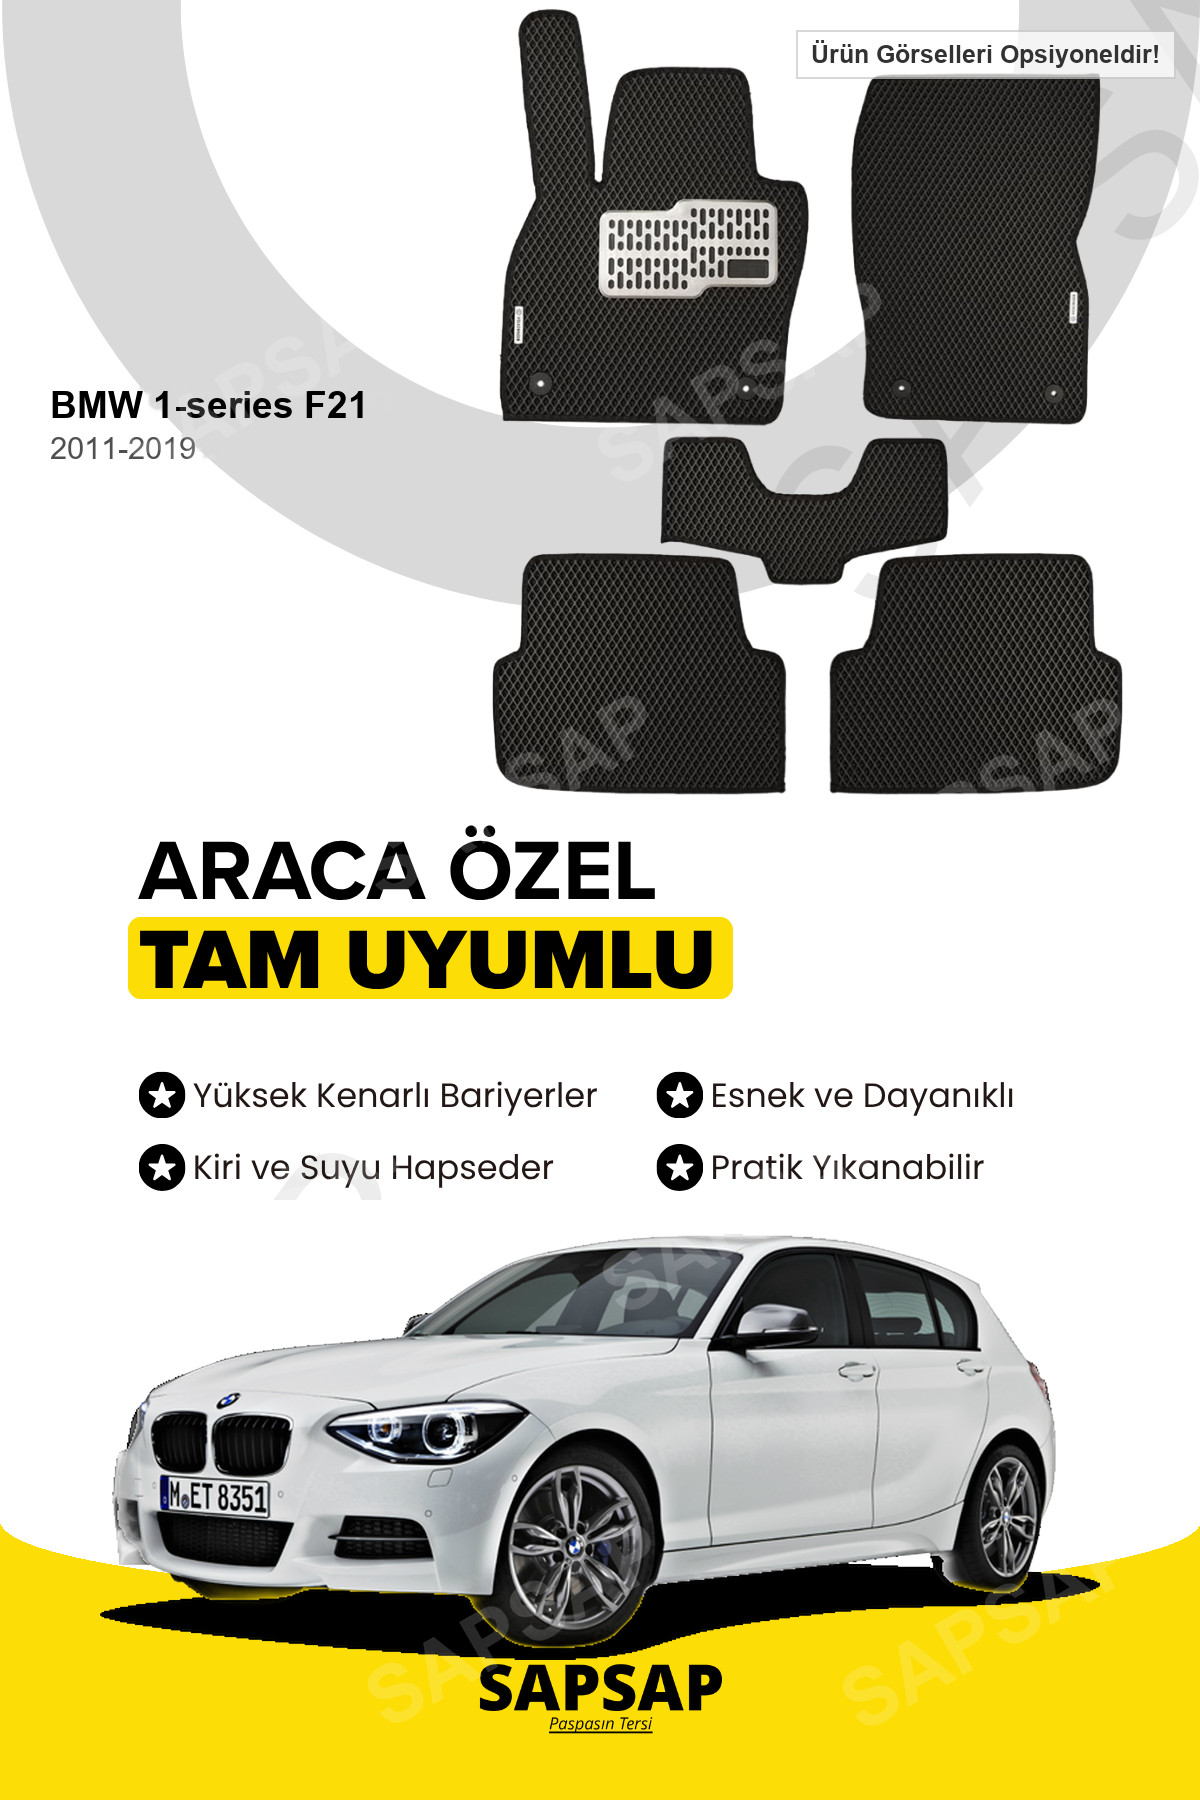 Ürün Görselleri Opsiyoneldir!
BMW 1-series F21
2011-2019
ARACA ÖZEL
TAM UYUMLU
Yüksek Kenarlı Bariyerler
Esnek ve Dayanıklı
Kiri ve Suyu Hapseder
Pratik Yıkanabilir
M ET 8351
SAPSAP
Paspasın Tersi